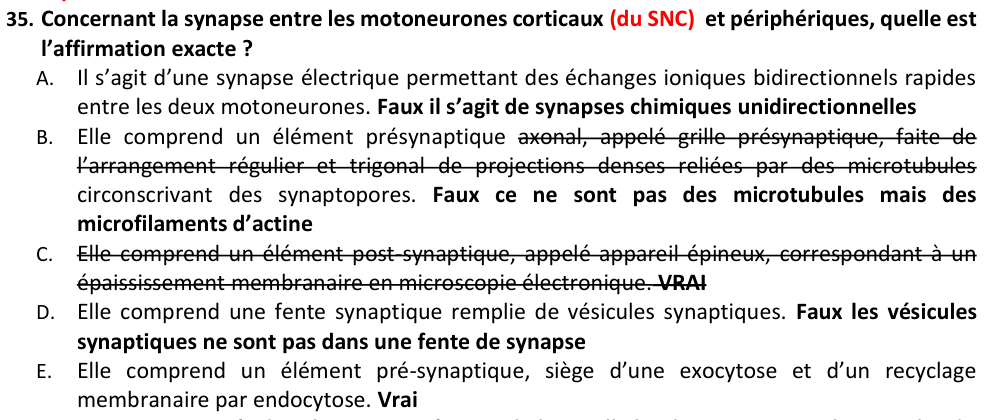 35. Concernant la synapse entre les motoneurones corticaux (du SNC) et périphériques, quelle est
l’affirmation exacte ?
A. Il s’agit d’une synapse électrique permettant des échanges ioniques bidirectionnels rapides
entre les deux motoneurones. Faux il s’agit de synapses chimiques unidirectionnelles
B. Elle comprend un élément présynaptique axonal, appelé grille présynaptique, faite de
l’arrangement régulier et trigonal de projections denses reliées par des microtubules
circonscrivant des synaptopores. Faux ce ne sont pas des microtubules mais des
microfilaments d’actine
C. Elle comprend un élément post-synaptique, appelé appareil épineux, correspondant à un
épaississement membranaire en microscopie électronique. VRAI
D. Elle comprend une fente synaptique remplie de vésicules synaptiques. Faux les vésicules
synaptiques ne sont pas dans une fente de synapse
E. Elle comprend un élément pré-synaptique, siège d’une exocytose et d’un recyclage
membranaire par endocytose. Vrai